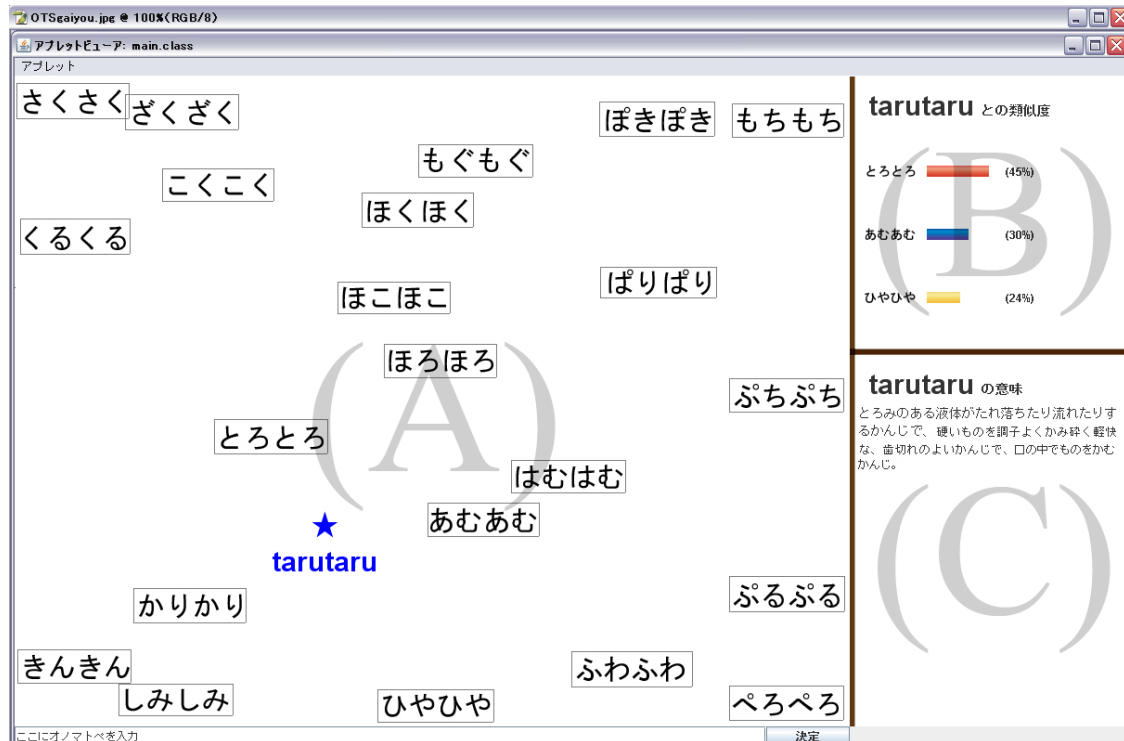 OTSgaiyou.jpg @ 100%(RGB/8)
アプレットビューア: main.class
アプレット
さくさく
ざくざく
ぽきぽき
もちもち
もぐもぐ
こくこく
ほくほく
くるくる
ぱりぱり
ほこほこ
ほろほろ
(A)
ぷちぷち
とろとろ
はむはむ
あむあむ
★
tarutaru
かりかり
ぷるぷる
きんきん
ふわふわ
しみしみ
ひやひや
ぺろぺろ
ここにオノマトペを入力
決定
tarutaru との類似度
(B)
とろとろ (45%)
あむあむ (30%)
ひやひや (24%)
tarutaru の意味
とろみのある液体がたれ落ちたり流れたりす
るかんじで、硬いものを調子よくかみ砕く軽快
な、歯切れのよいかんじで、口の中でものをかむ
かんじ。
(C)